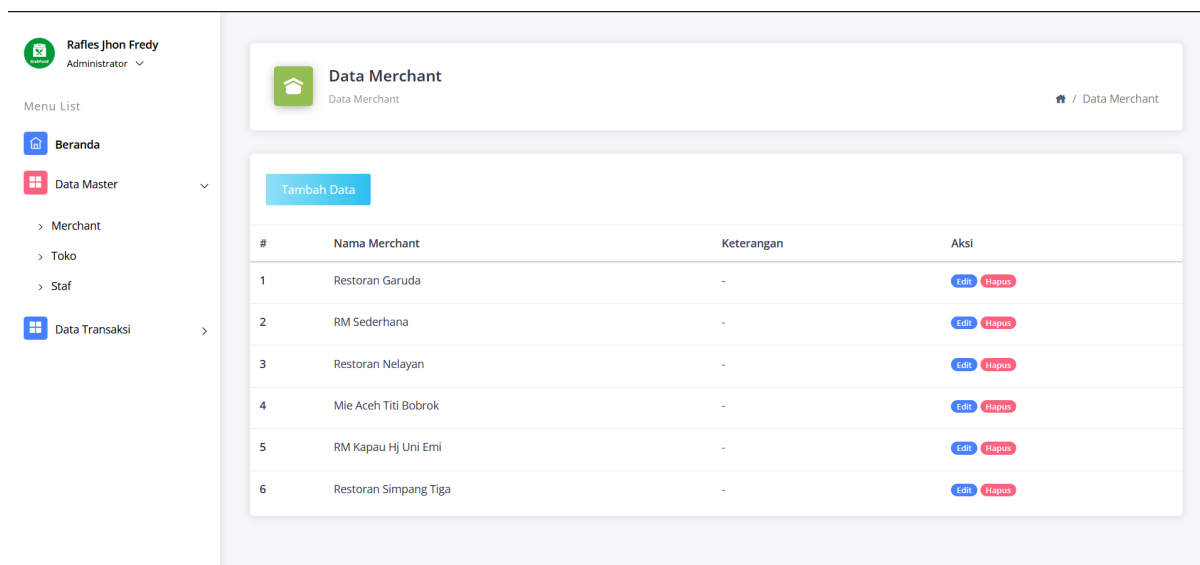 Rafles Jhon Fredy
Administrator
GrabFood
Menu List
Beranda
Data Master
> Merchant
> Toko
> Staf
Data Transaksi
Data Merchant
Data Merchant
/ Data Merchant
Tambah Data
# Nama Merchant Keterangan Aksi
1 Restoran Garuda - Edit Hapus
2 RM Sederhana - Edit Hapus
3 Restoran Nelayan - Edit Hapus
4 Mie Aceh Titi Bobrok - Edit Hapus
5 RM Kapau Hj Uni Emi - Edit Hapus
6 Restoran Simpang Tiga - Edit Hapus